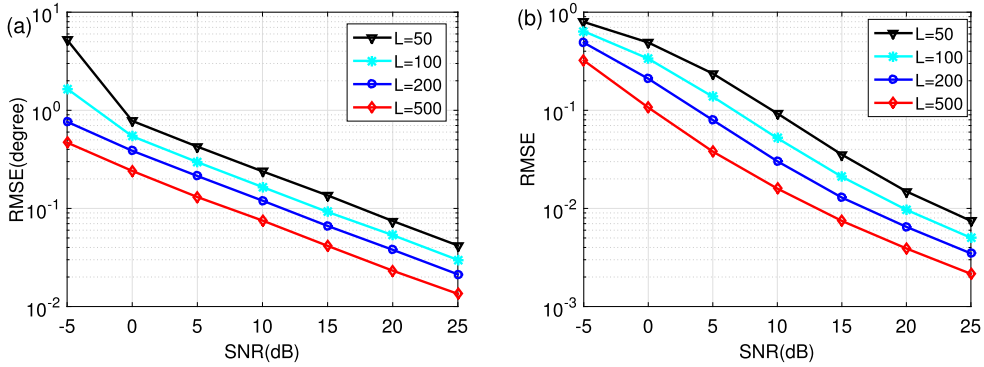 (a)
RMSE(degree)
10^1
10^0
10^-1
10^-2
-5 0 5 10 15 20 25
SNR(dB)
L=50
L=100
L=200
L=500
(b)
RMSE
10^0
10^-1
10^-2
10^-3
-5 0 5 10 15 20 25
SNR(dB)
L=50
L=100
L=200
L=500